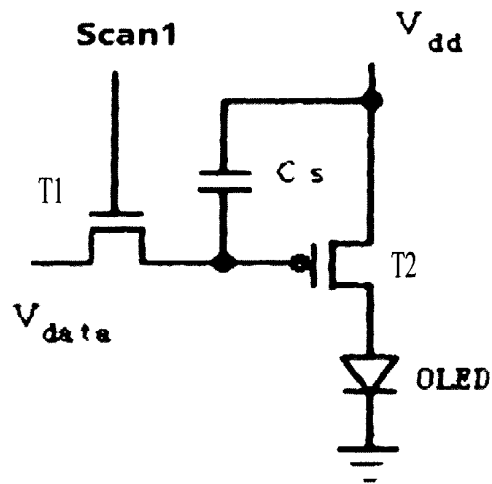 Scan1
Vdd
Cs
T1
T2
Vdata
OLED